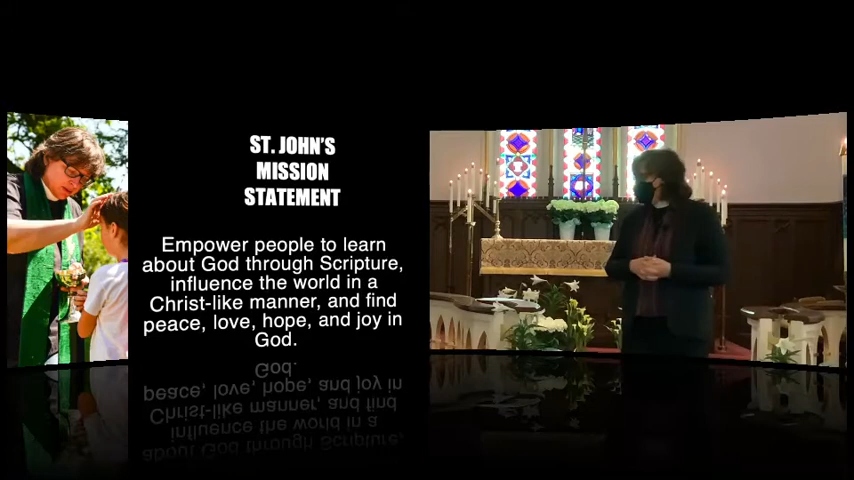 ST. JOHN'S
MISSION
STATEMENT
Empower people to learn
about God through Scripture,
influence the world in a
Christ-like manner, and find
peace, love, hope, and joy in
God.